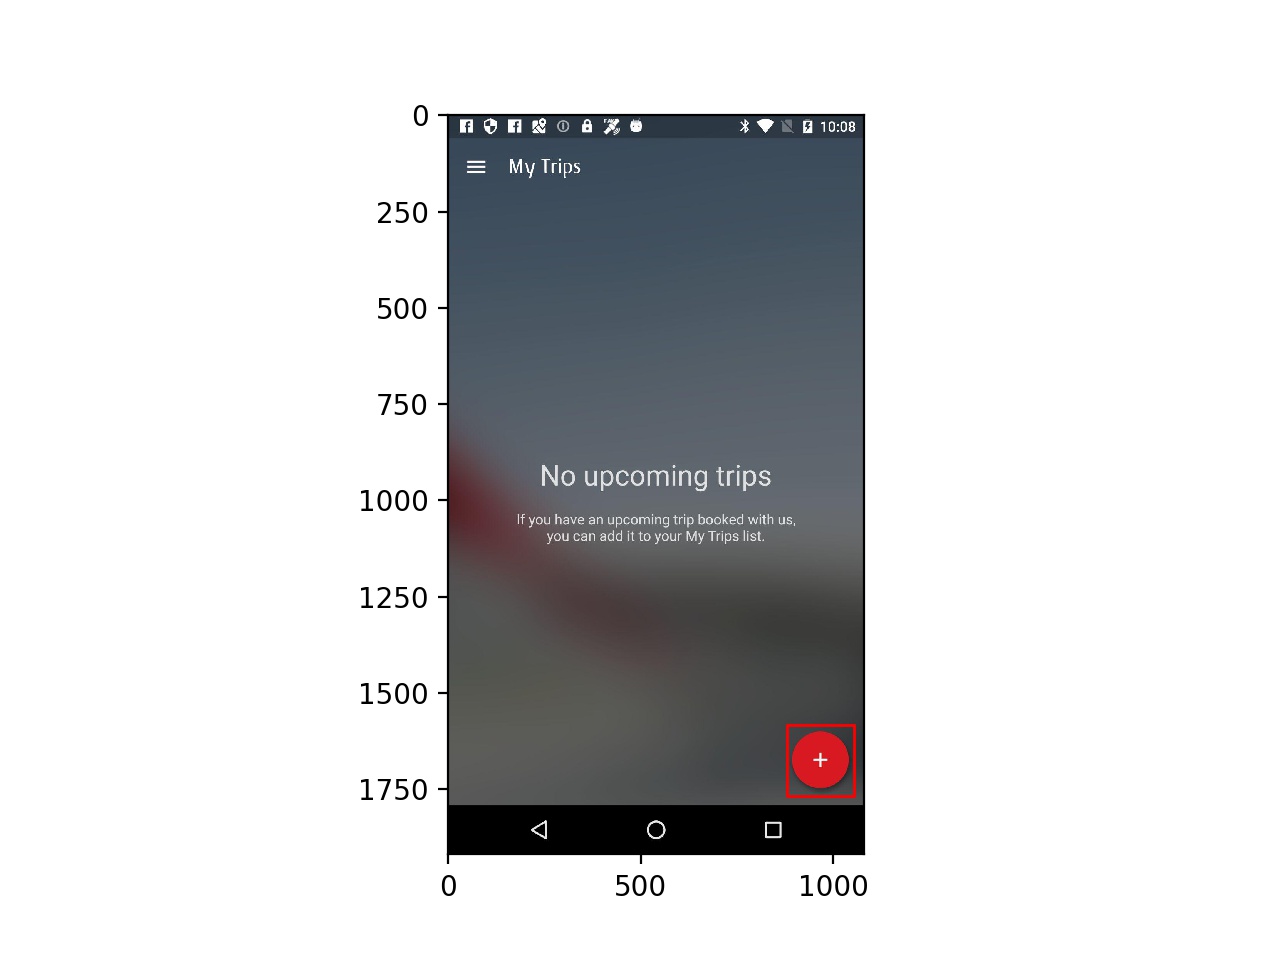 0
250
500
750
1000
1250
1500
1750
10:08
My Trips
No upcoming trips
If you have an upcoming trip booked with us,
you can add it to your My Trips list.
+
0 500 1000